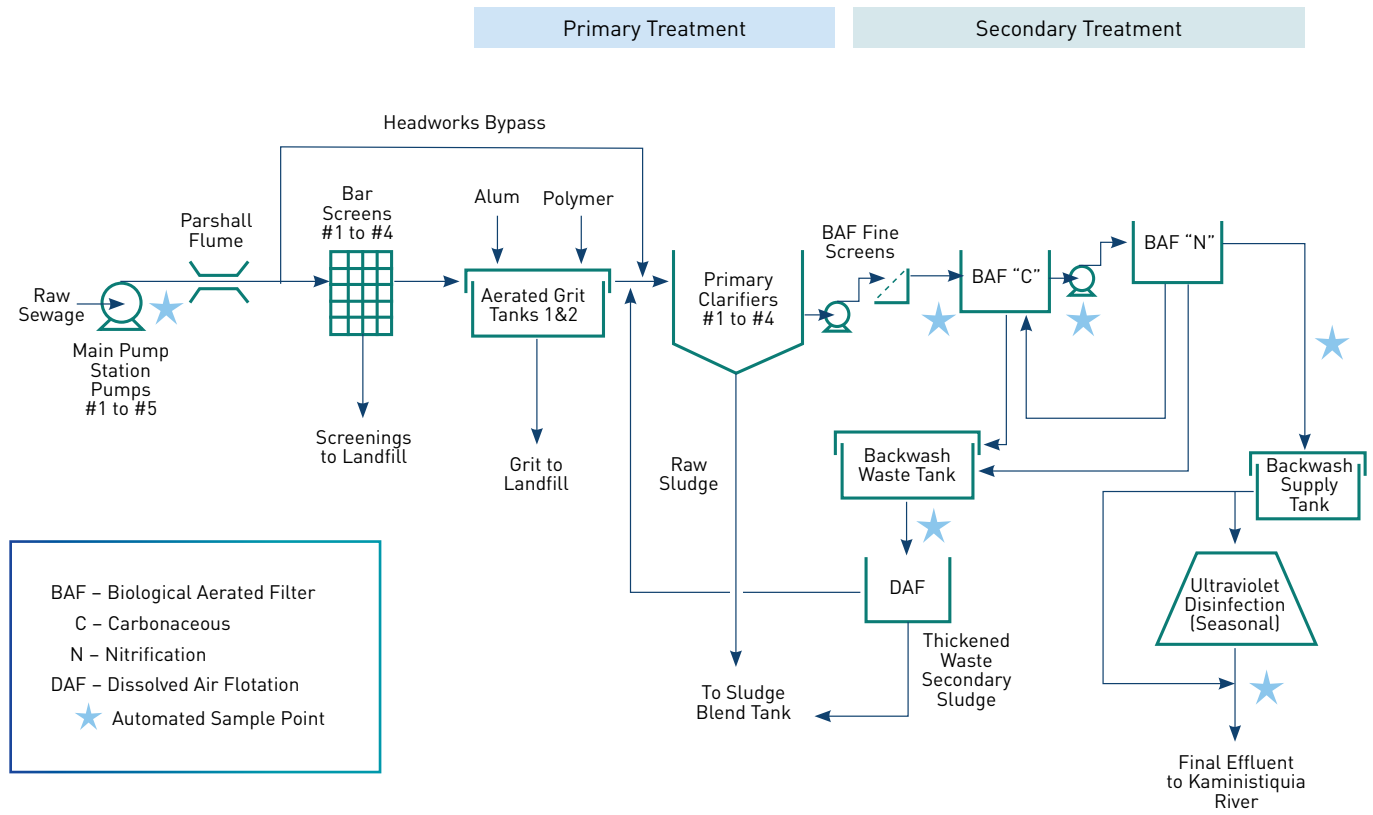 Primary Treatment
Secondary Treatment
Headworks Bypass
Bar
Screens
#1 to #4
Alum
Polymer
Parshall
Flume
BAF Fine
Screens
BAF “N”
BAF “C”
Primary
Clarifiers
#1 to #4
Raw
Sewage
Aerated Grit
Tanks 1&2
Main Pump
Station
Pumps
#1 to #5
Screenings
to Landfill
Grit to
Landfill
Raw
Sludge
Backwash
Waste Tank
Backwash
Supply
Tank
DAF
Ultraviolet
Disinfection
(Seasonal)
Thickened
Waste
Secondary
Sludge
To Sludge
Blend Tank
Final Effluent
to Kaministiquia
River
BAF – Biological Aerated Filter
C – Carbonaceous
N – Nitrification
DAF – Dissolved Air Flotation
Automated Sample Point